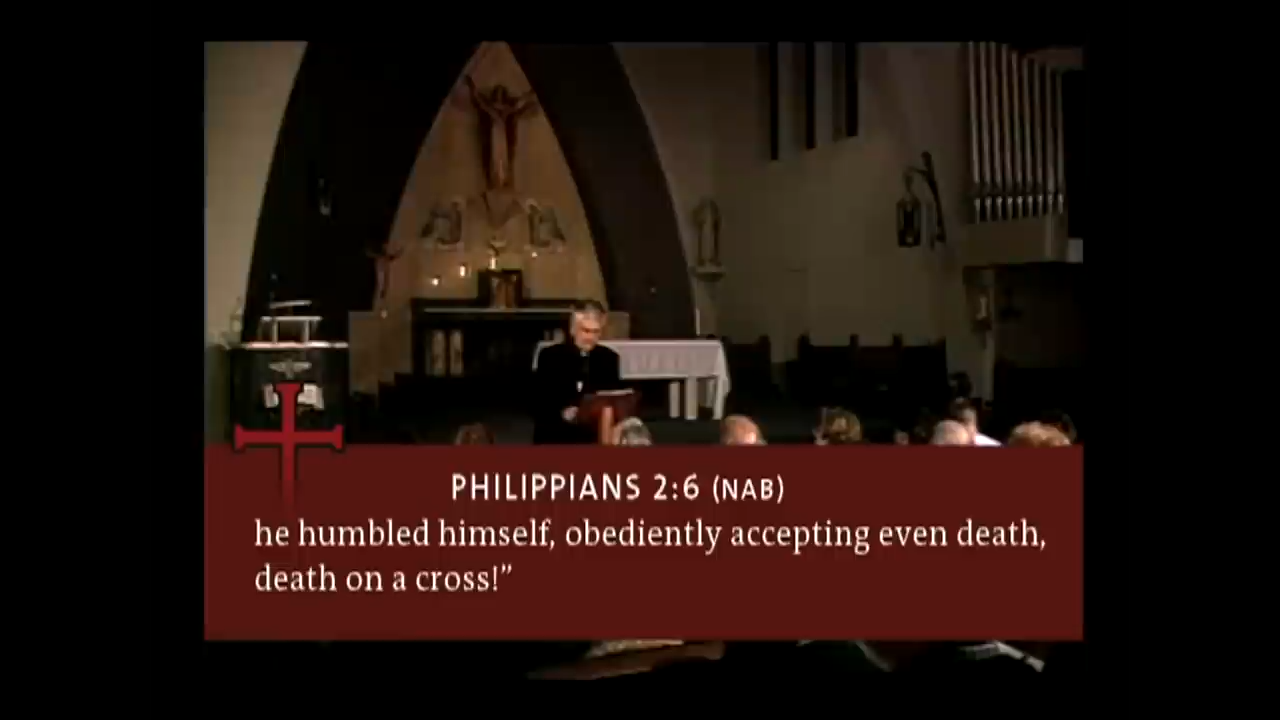 PHILIPPIANS 2:6 (NAB)
he humbled himself, obediently accepting even death,
death on a cross!”